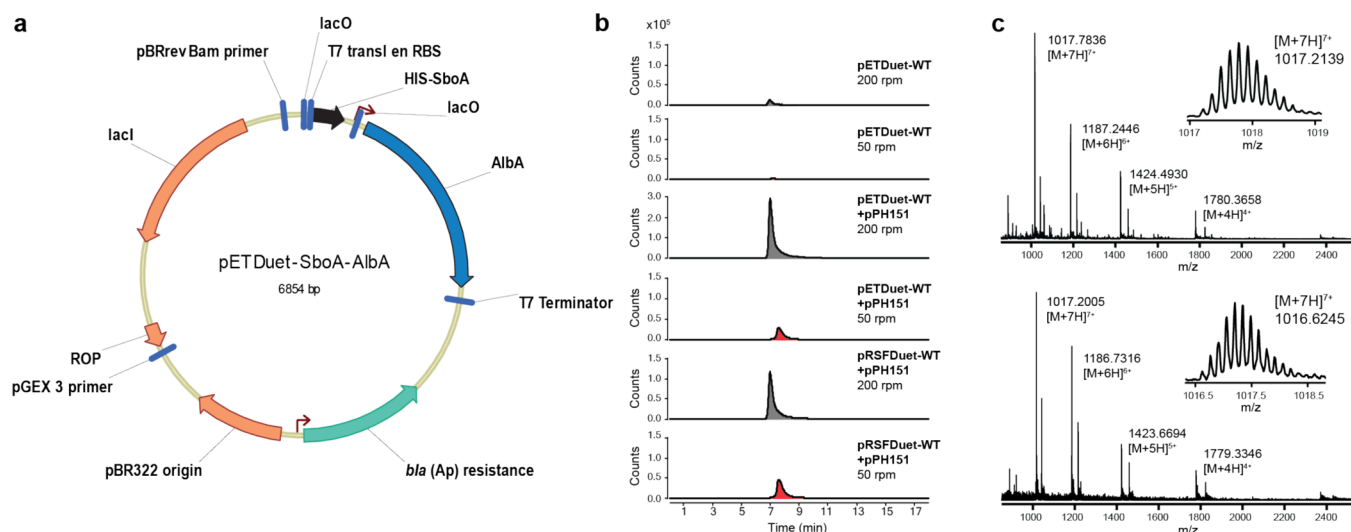 a
lacO
pBRrev Bam primer
T7 transl en RBS
HIS-SboA
lacO
lacI
AlbA
pETDuet-SboA-AlbA
6854 bp
T7 Terminator
ROP
pGEX 3 primer
pBR322 origin
bla (Ap) resistance
b
x10⁵
1.5
1.0
0.5
0.0
Counts
pETDuet-WT
200 rpm
1.5
1.0
0.5
0.0
Counts
pETDuet-WT
50 rpm
3.0
2.0
1.0
0.0
Counts
pETDuet-WT
+pPH151
200 rpm
1.5
1.0
0.5
0.0
Counts
pETDuet-WT
+pPH151
50 rpm
1.5
1.0
0.5
0.0
Counts
pRSFDuet-WT
+pPH151
200 rpm
1.5
1.0
0.5
0.0
Counts
pRSFDuet-WT
+pPH151
50 rpm
1 3 5 7 9 11 13 15 17
Time (min)
c
1017.7836
[M+7H]⁷⁺
1187.2446
[M+6H]⁶⁺
1424.4930
[M+5H]⁵⁺
1780.3658
[M+4H]⁴⁺
[M+7H]⁷⁺
1017.2139
1017 1018 1019
m/z
1000 1200 1400 1600 1800 2000 2200 2400
m/z
1017.2005
[M+7H]⁷⁺
1186.7316
[M+6H]⁶⁺
1423.6694
[M+5H]⁵⁺
1779.3346
[M+4H]⁴⁺
[M+7H]⁷⁺
1016.6245
1016.5 1017.5 1018.5
m/z
1000 1200 1400 1600 1800 2000 2200 2400
m/z